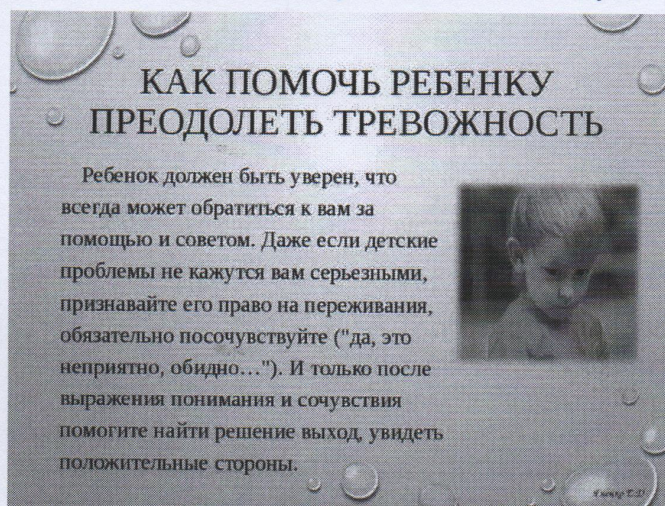 КАК ПОМОЧЬ РЕБЕНКУ
ПРЕОДОЛЕТЬ ТРЕВОЖНОСТЬ
Ребенок должен быть уверен, что
всегда может обратиться к вам за
помощью и советом. Даже если детские
проблемы не кажутся вам серьезными,
признавайте его право на переживания,
обязательно посочувствуйте ("да, это
неприятно, обидно…"). И только после
выражения понимания и сочувствия
помогите найти решение выход, увидеть
положительные стороны.